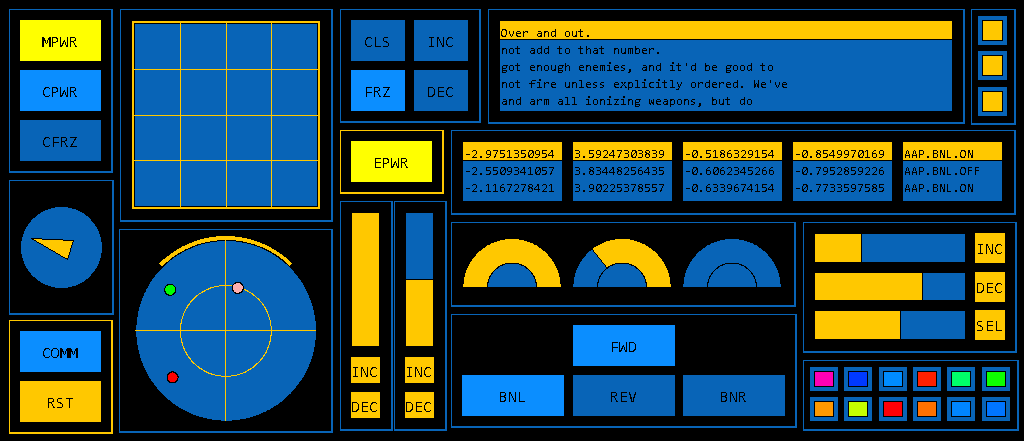 MPWR
CPWR
CFRZ
CLS INC
FRZ DEC
Over and out.
not add to that number.
got enough enemies, and it'd be good to
not fire unless explicitly ordered. We've
and arm all ionizing weapons, but do
EPWR
-2.9751350954 3.59247303839 -0.5186329154 -0.8549970169 AAP.BNL.ON
-2.5509341057 3.83448256435 -0.6062345266 -0.7952859226 AAP.BNL.OFF
-2.1167278421 3.90225378557 -0.6339674154 -0.7733597585 AAP.BNL.ON
INC
DEC
SEL
COMM
RST
INC INC
DEC DEC
FWD
BNL REV BNR